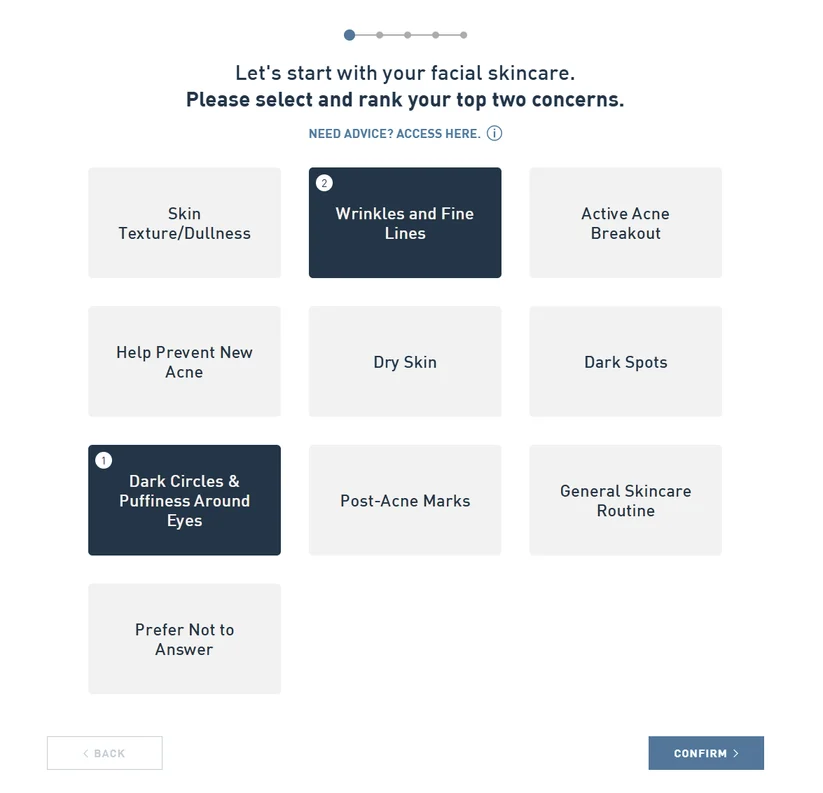 Let's start with your facial skincare.
Please select and rank your top two concerns.
NEED ADVICE? ACCESS HERE. i
Skin
Texture/Dullness
2
Wrinkles and Fine
Lines
Active Acne
Breakout
Help Prevent New
Acne
Dry Skin
Dark Spots
1
Dark Circles &
Puffiness Around
Eyes
Post-Acne Marks
General Skincare
Routine
Prefer Not to
Answer
< BACK
CONFIRM >